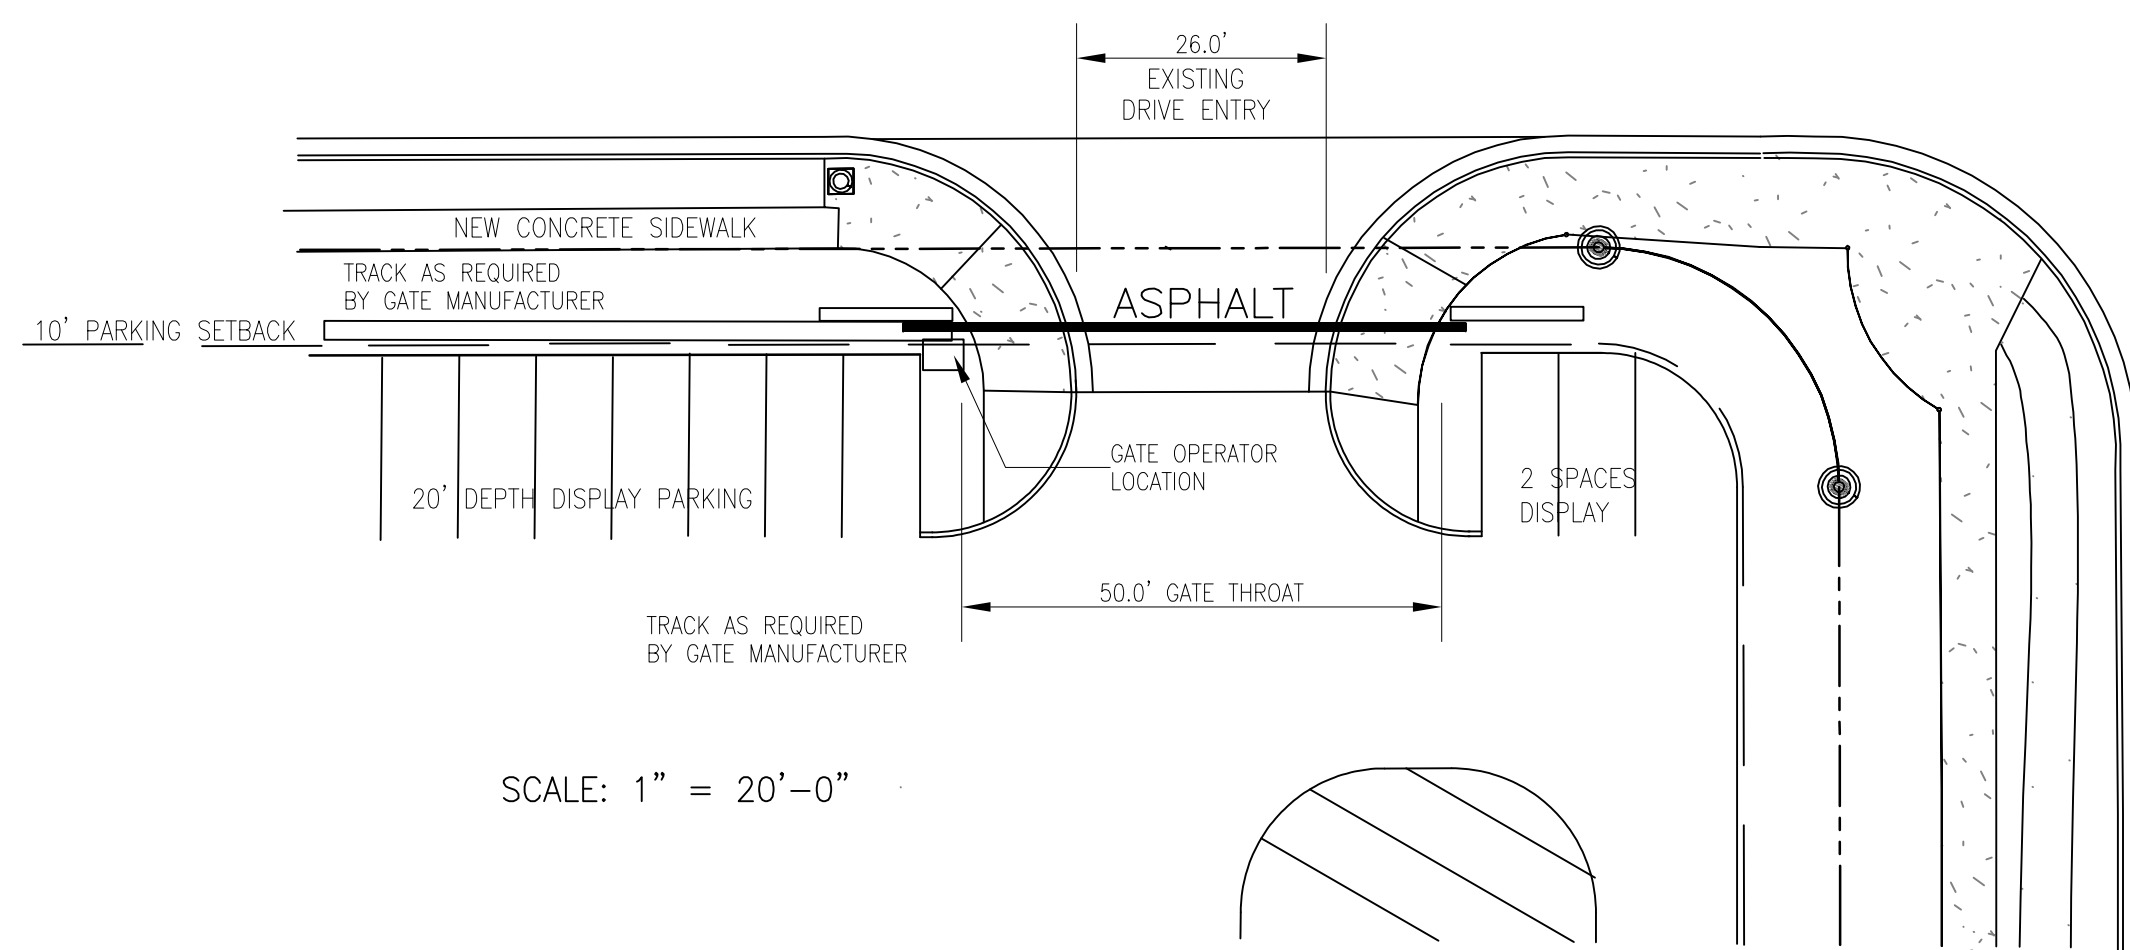 26.0'
EXISTING
DRIVE ENTRY
NEW CONCRETE SIDEWALK
TRACK AS REQUIRED
BY GATE MANUFACTURER
ASPHALT
10' PARKING SETBACK
GATE OPERATOR
LOCATION
20' DEPTH DISPLAY PARKING
2 SPACES
DISPLAY
50.0' GATE THROAT
TRACK AS REQUIRED
BY GATE MANUFACTURER
SCALE: 1" = 20'-0"